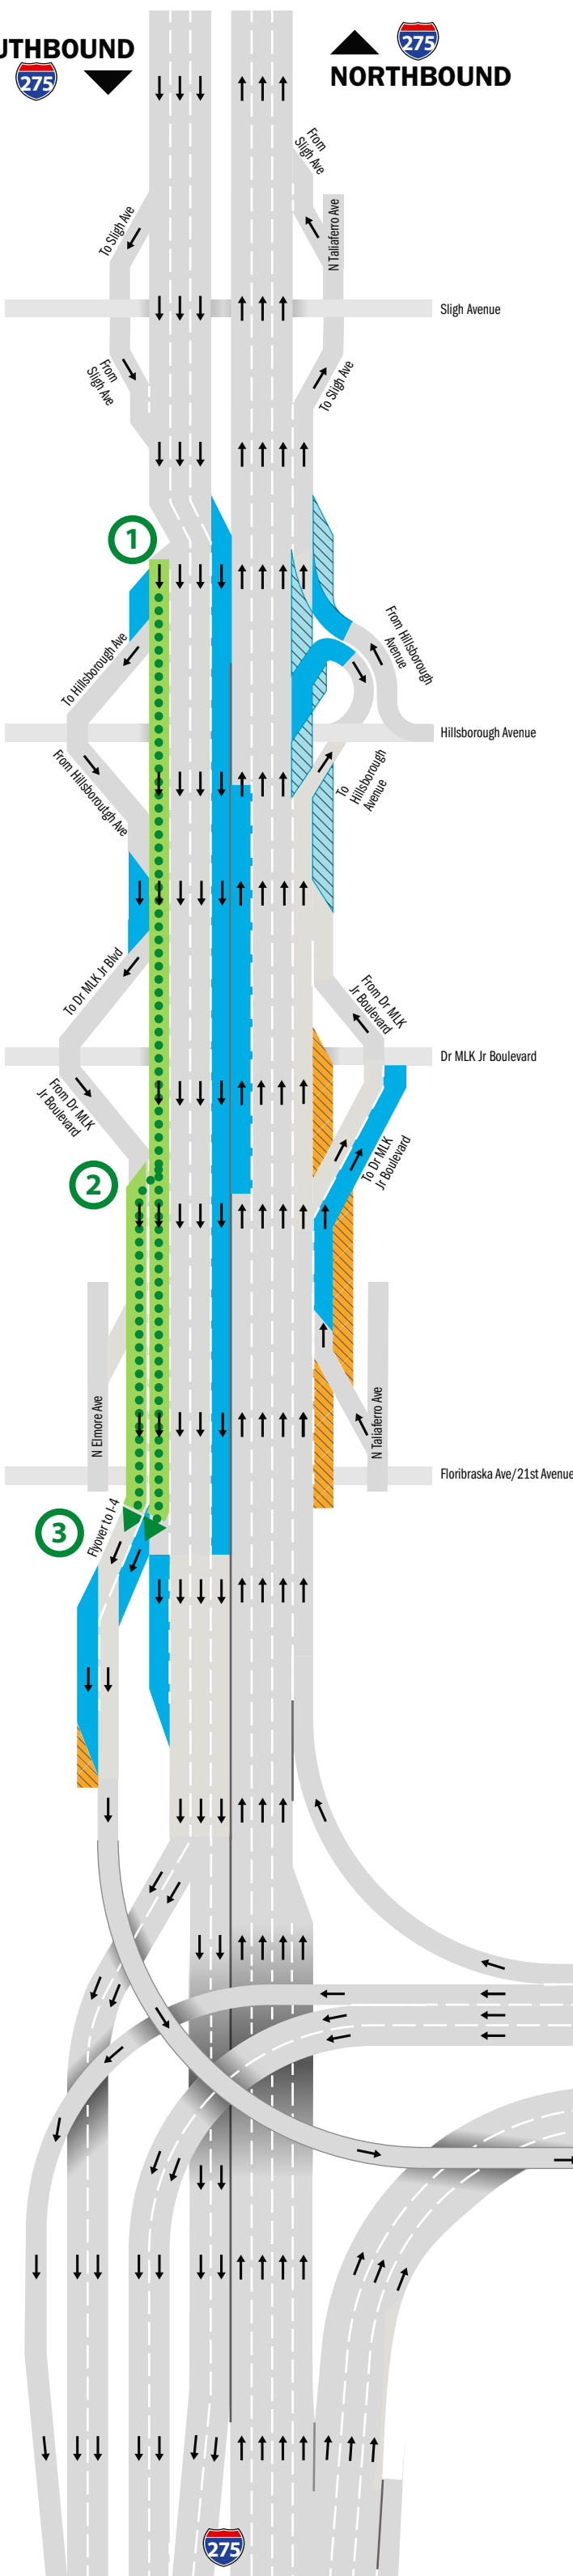 UTHBOUND
275
275
NORTHBOUND
From
Sligh Ave
To Sligh Ave
N Taliaferro Ave
Sligh Avenue
From
Sligh Ave
To Sligh Ave
1
From Hillsborough
Avenue
To Hillsborough Ave
Hillsborough Avenue
From Hillsboroutgh Ave
To
Hillsborough
Avenue
To Dr MLK Jr Blvd
From Dr MLK
Jr Boulevard
Dr MLK Jr Boulevard
From Dr MLK
Jr Boulevard
To Dr MLK
Jr Boulevard
2
N Elmore Ave
N Taliaferro Ave
Floribraska Ave/21st Avenue
3
Flyover to I-4
275